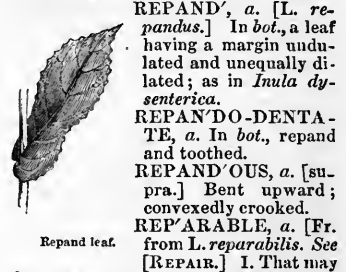 REPAND', a. [L. re-
pandus.] In bot., a leaf
having a margin undu-
lated and unequally di-
lated; as in Inula dy-
senterica.
REPAN'DO-DENTA-
TE, a. In bot., repand
and toothed.
REPAND'OUS, a. [su-
pra.] Bent upward;
convexedly crooked.
REP'ARABLE, a. [Fr.
from L. reparabilis. See
[REPAIR.] 1. That may
Repand leaf.